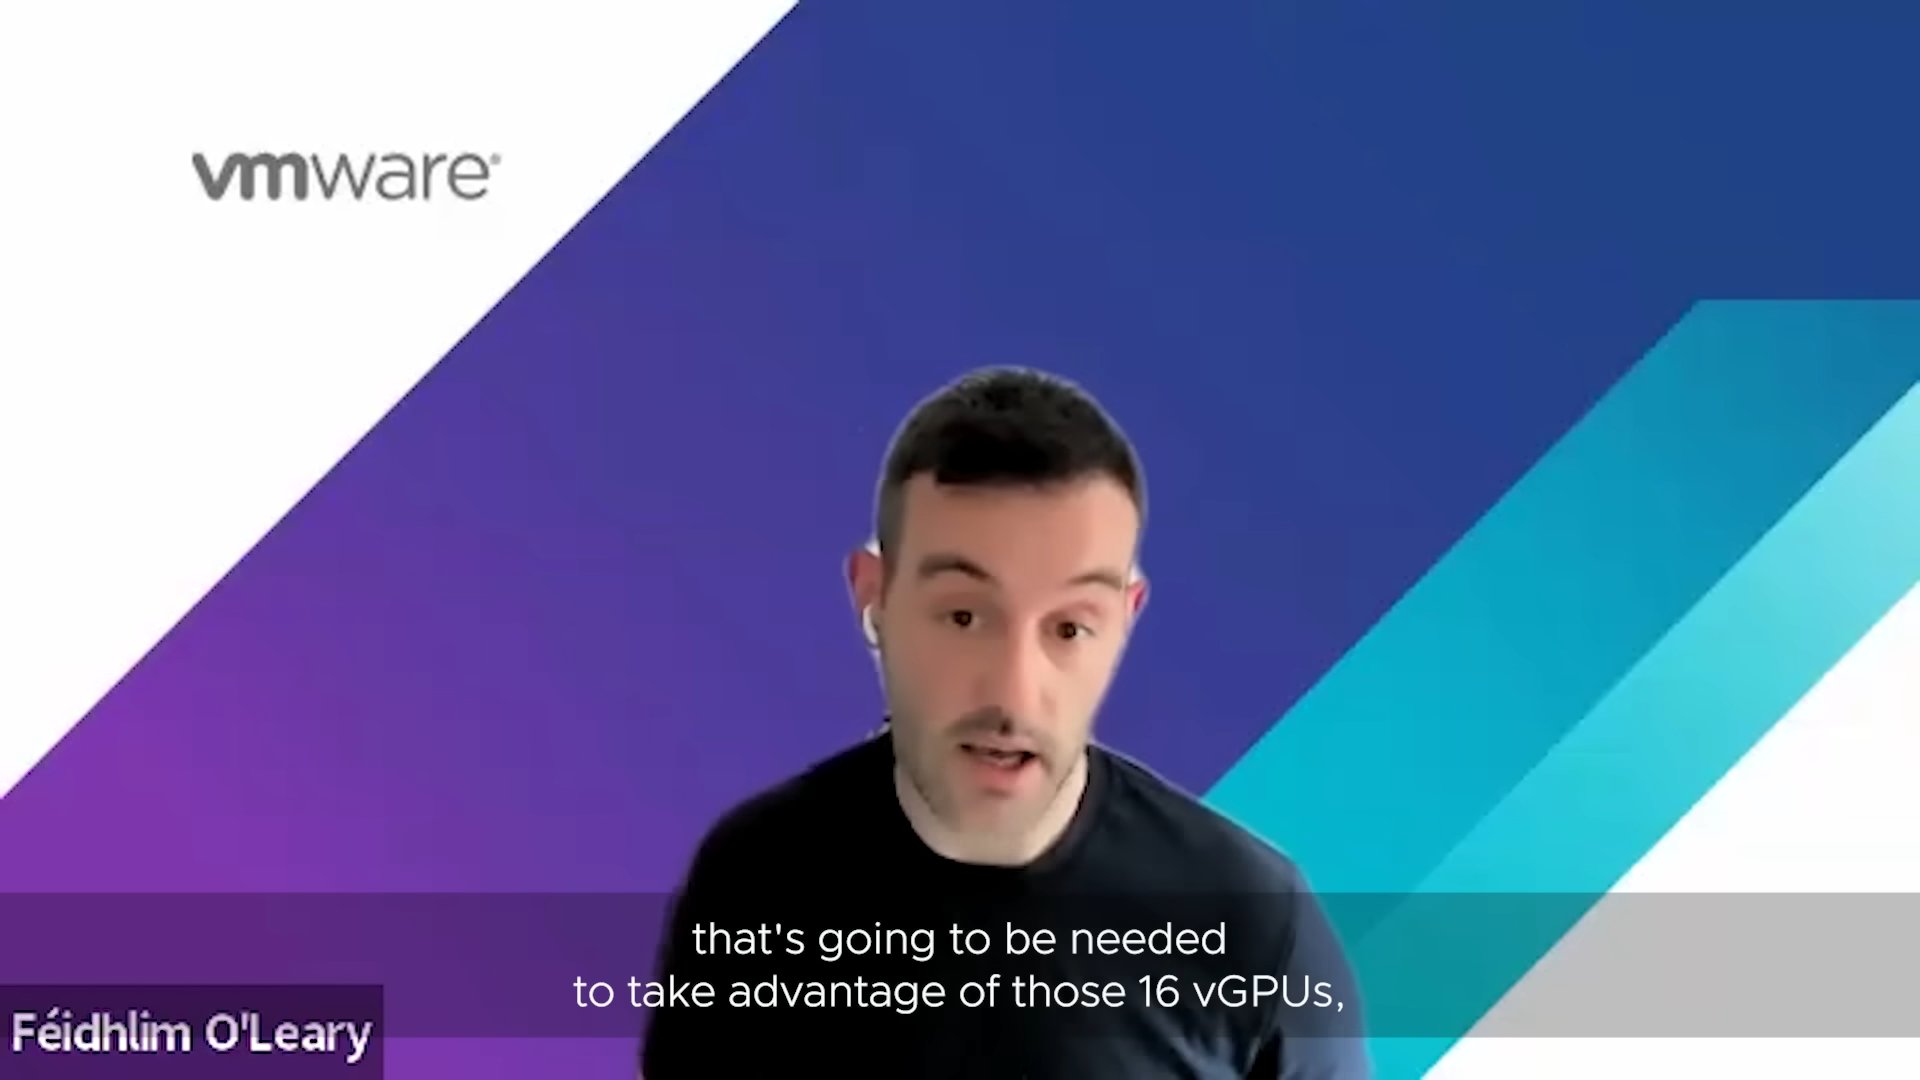 vmware®
that's going to be needed
to take advantage of those 16 vGPUs,
Féidhlim O'Leary